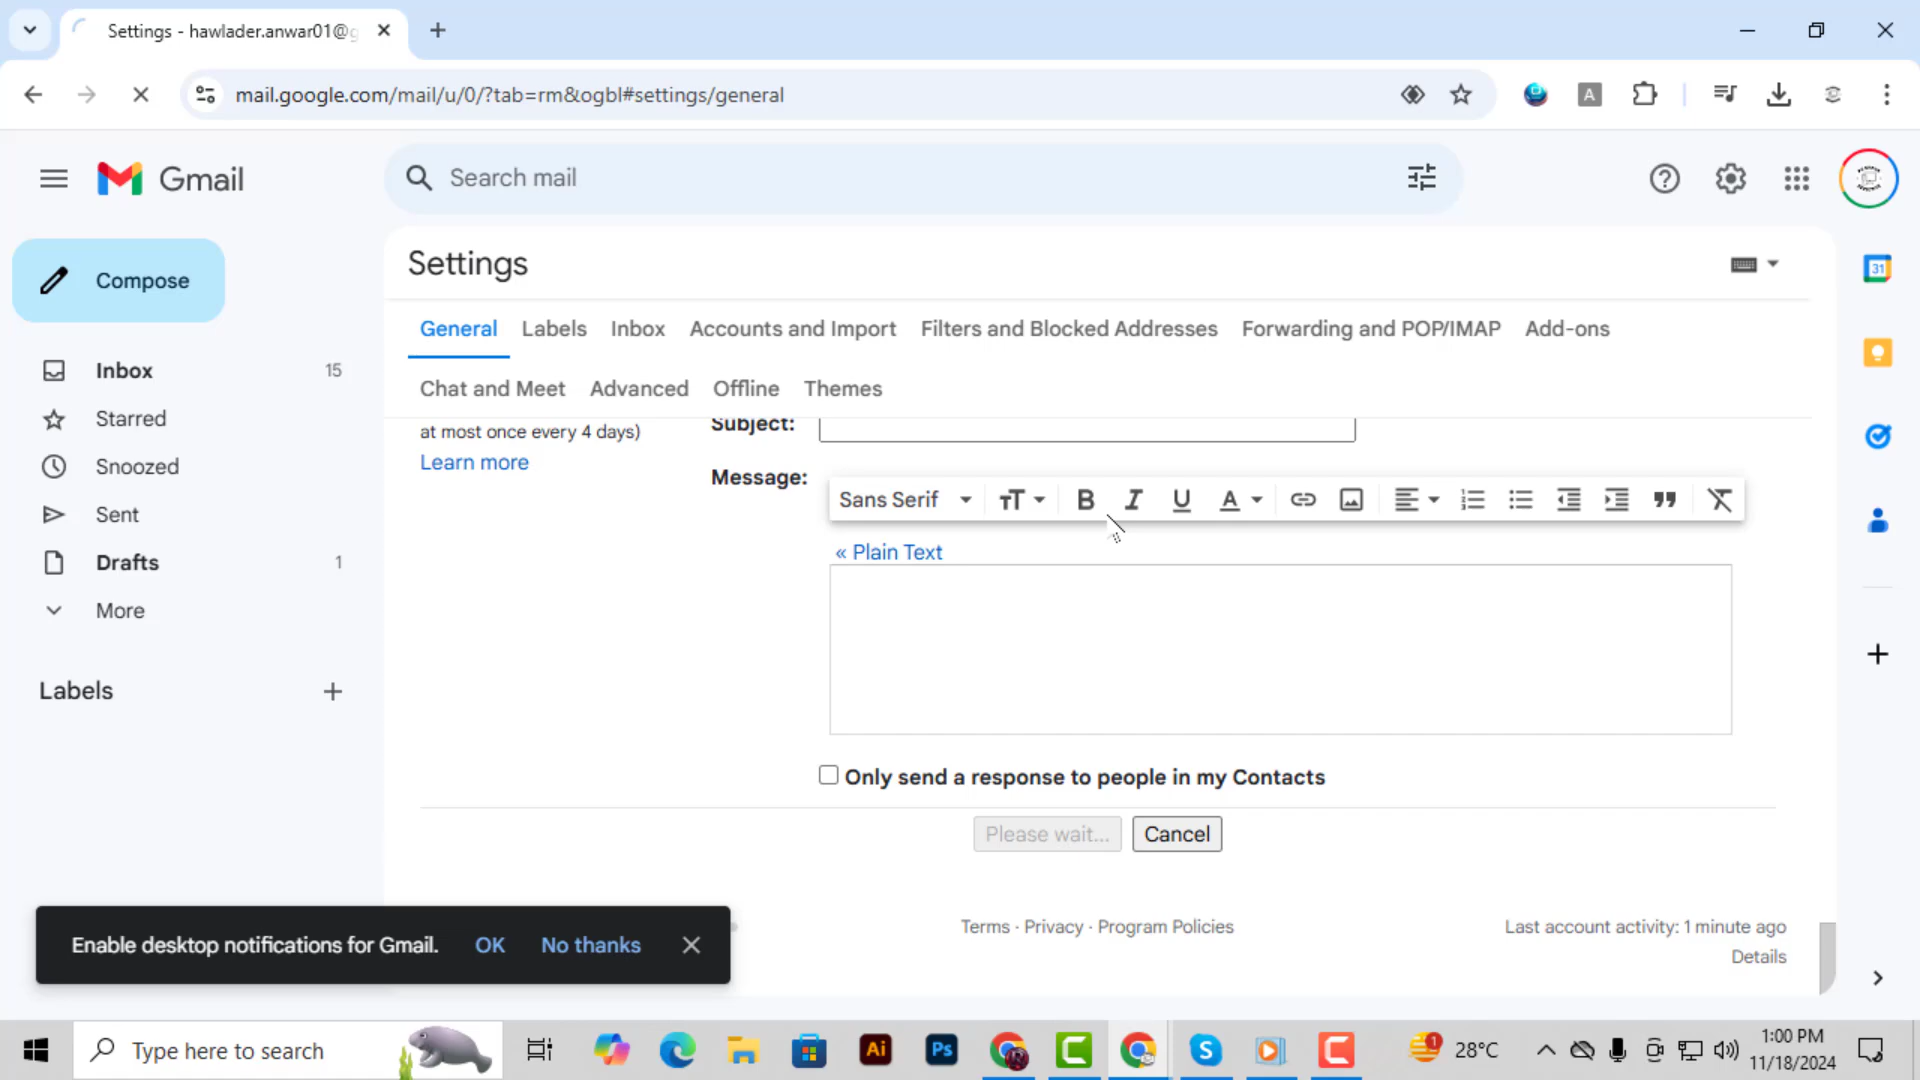 Settings - hawlader.anwar01@g
mail.google.com/mail/u/0/?tab=rm&ogbl#settings/general
A
Gmail
Search mail
Compose
Settings
General Labels Inbox Accounts and Import Filters and Blocked Addresses Forwarding and POP/IMAP Add-ons
Chat and Meet Advanced Offline Themes
31
Inbox 15
Starred
Snoozed
Sent
Drafts 1
More
Labels
at most once every 4 days)
Learn more
Subject:
Message:
Sans Serif
B I U A
« Plain Text
Only send a response to people in my Contacts
Please wait... Cancel
Enable desktop notifications for Gmail. OK No thanks
Terms · Privacy · Program Policies
Last account activity: 1 minute ago
Details
Type here to search
Ai
Ps
S
1
28°C
1:00 PM
11/18/2024